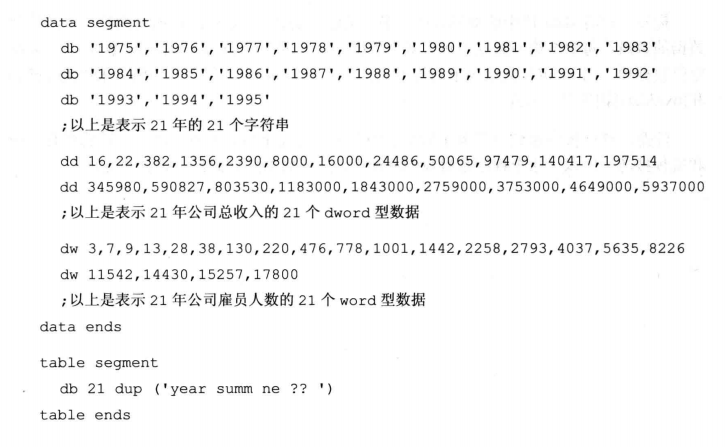 data segment
db '1975','1976','1977','1978','1979','1980','1981','1982','1983'
db '1984','1985','1986','1987','1988','1989','1990','1991','1992'
db '1993','1994','1995'
;以上是表示 21 年的 21 个字符串
dd 16,22,382,1356,2390,8000,16000,24486,50065,97479,140417,197514
dd 345980,590827,803530,1183000,1843000,2759000,3753000,4649000,5937000
;以上是表示 21 年公司总收入的 21 个 dword 型数据
dw 3,7,9,13,28,38,130,220,476,778,1001,1442,2258,2793,4037,5635,8226
dw 11542,14430,15257,17800
;以上是表示 21 年公司雇员人数的 21 个 word 型数据
data ends
table segment
db 21 dup ('year summ ne ?? ')
table ends